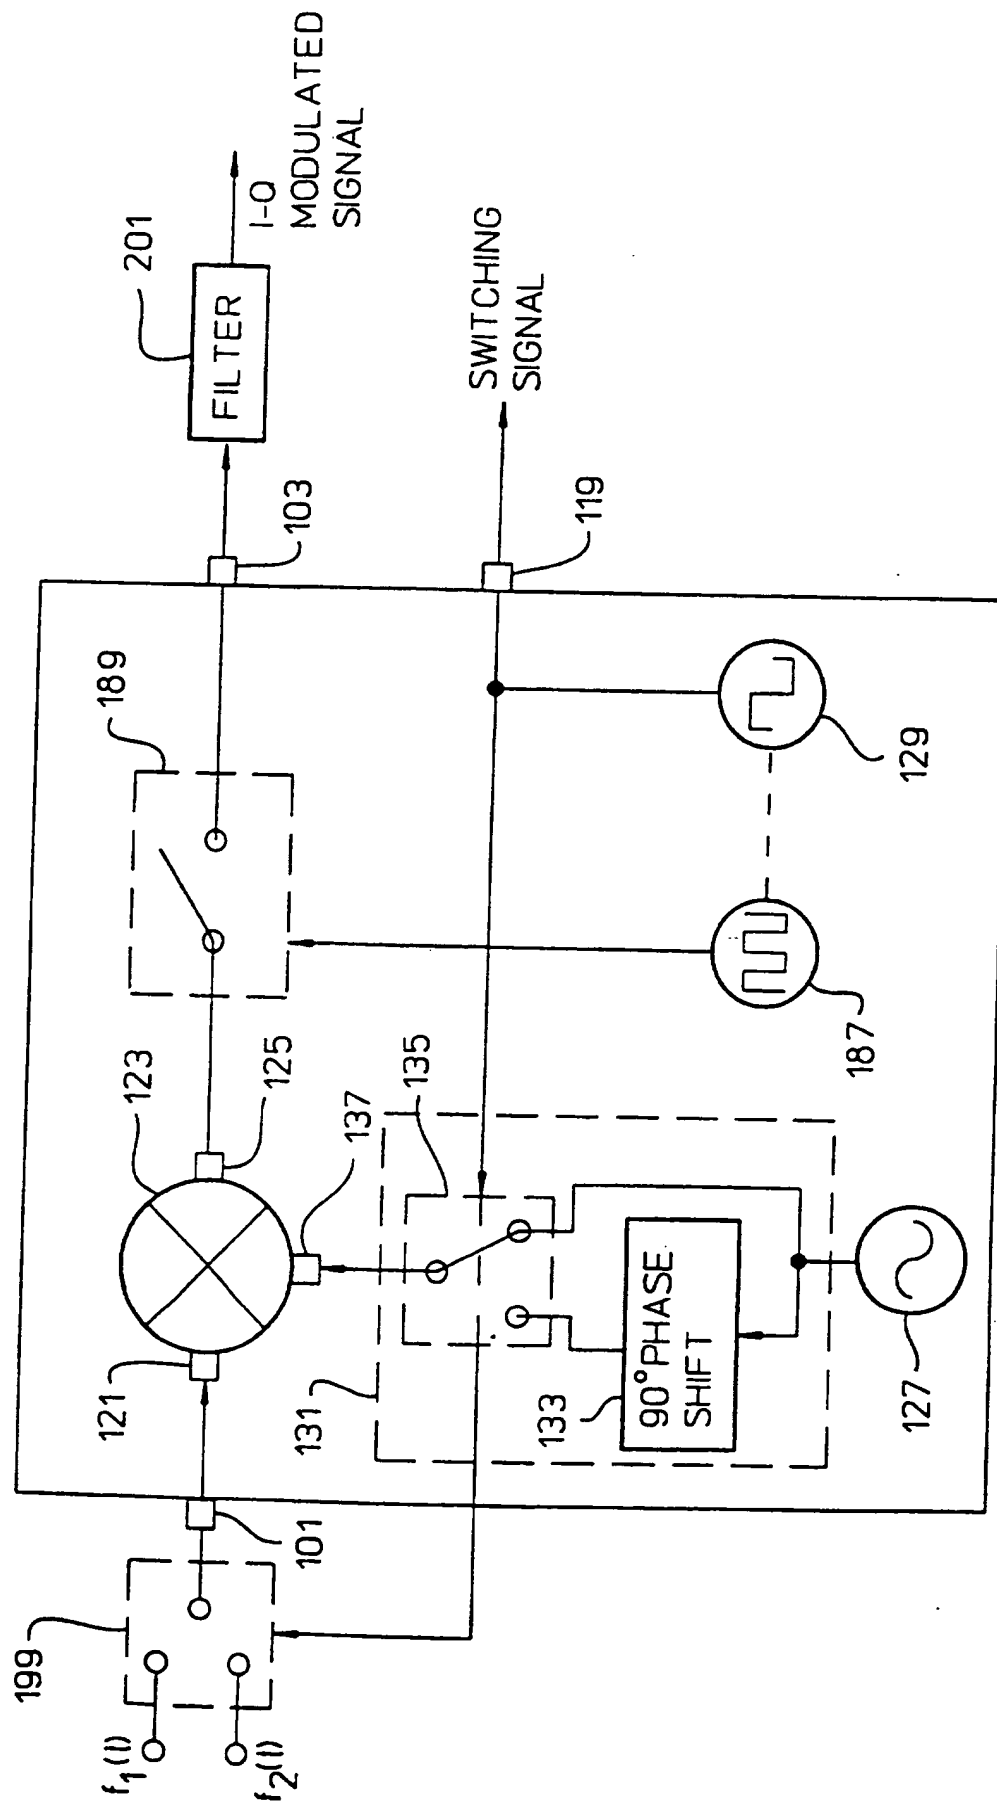 f1(l)
f2(l)
199
101
121
123
125
137
135
131
133
90° PHASE
SHIFT
127
189
187
129
103
119
201
FILTER
I-Q
MODULATED
SIGNAL
SWITCHING
SIGNAL